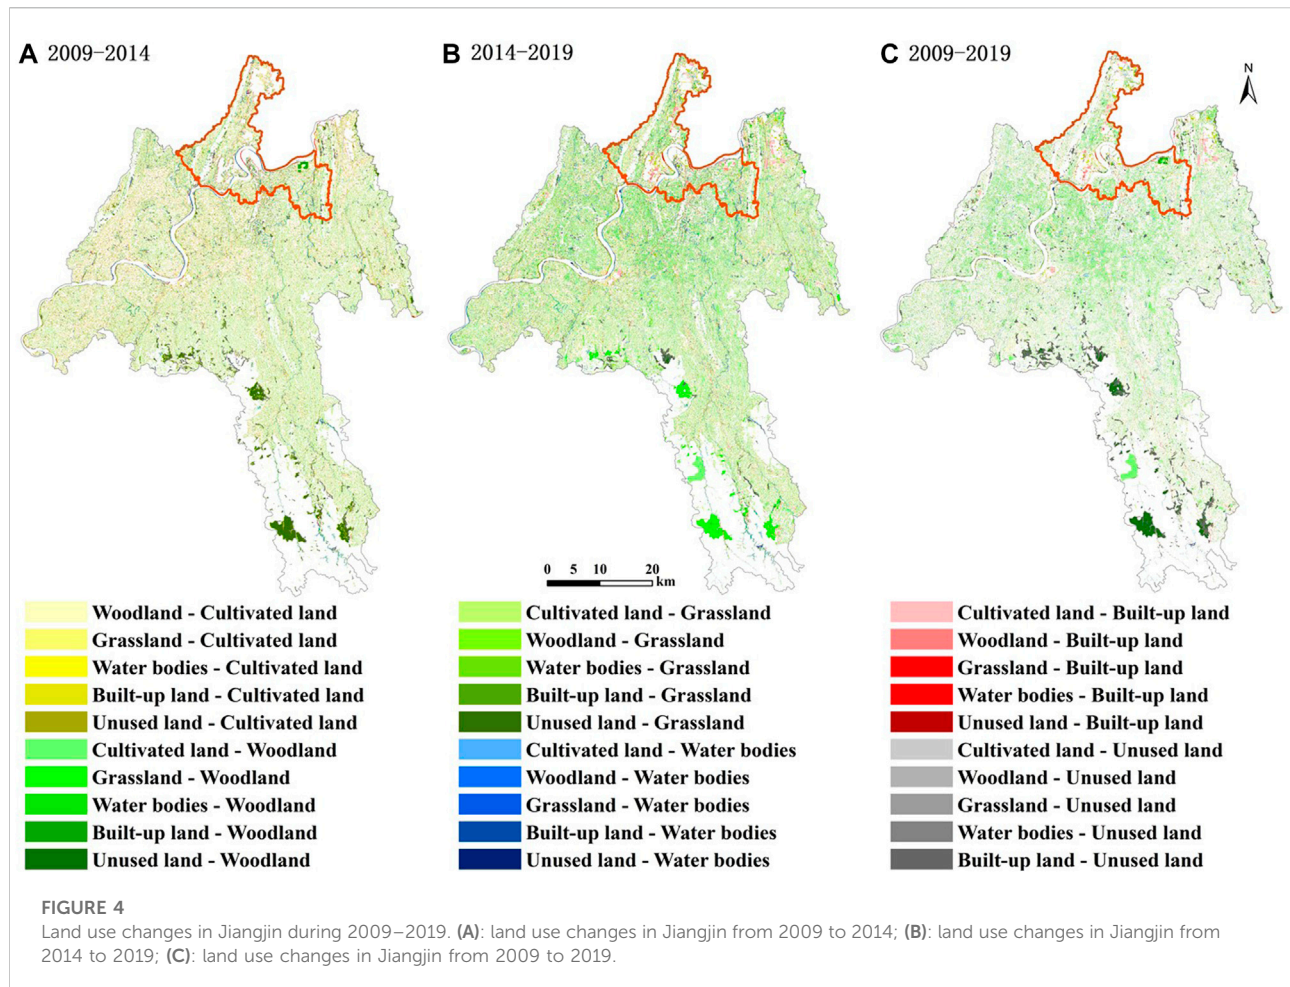 A 2009-2014
B 2014-2019
C 2009-2019
N
0 5 10 20
km
Woodland - Cultivated land
Grassland - Cultivated land
Water bodies - Cultivated land
Built-up land - Cultivated land
Unused land - Cultivated land
Cultivated land - Woodland
Grassland - Woodland
Water bodies - Woodland
Built-up land - Woodland
Unused land - Woodland
Cultivated land - Grassland
Woodland - Grassland
Water bodies - Grassland
Built-up land - Grassland
Unused land - Grassland
Cultivated land - Water bodies
Woodland - Water bodies
Grassland - Water bodies
Built-up land - Water bodies
Unused land - Water bodies
Cultivated land - Built-up land
Woodland - Built-up land
Grassland - Built-up land
Water bodies - Built-up land
Unused land - Built-up land
Cultivated land - Unused land
Woodland - Unused land
Grassland - Unused land
Water bodies - Unused land
Built-up land - Unused land
FIGURE 4
Land use changes in Jiangjin during 2009–2019. (A): land use changes in Jiangjin from 2009 to 2014; (B): land use changes in Jiangjin from
2014 to 2019; (C): land use changes in Jiangjin from 2009 to 2019.